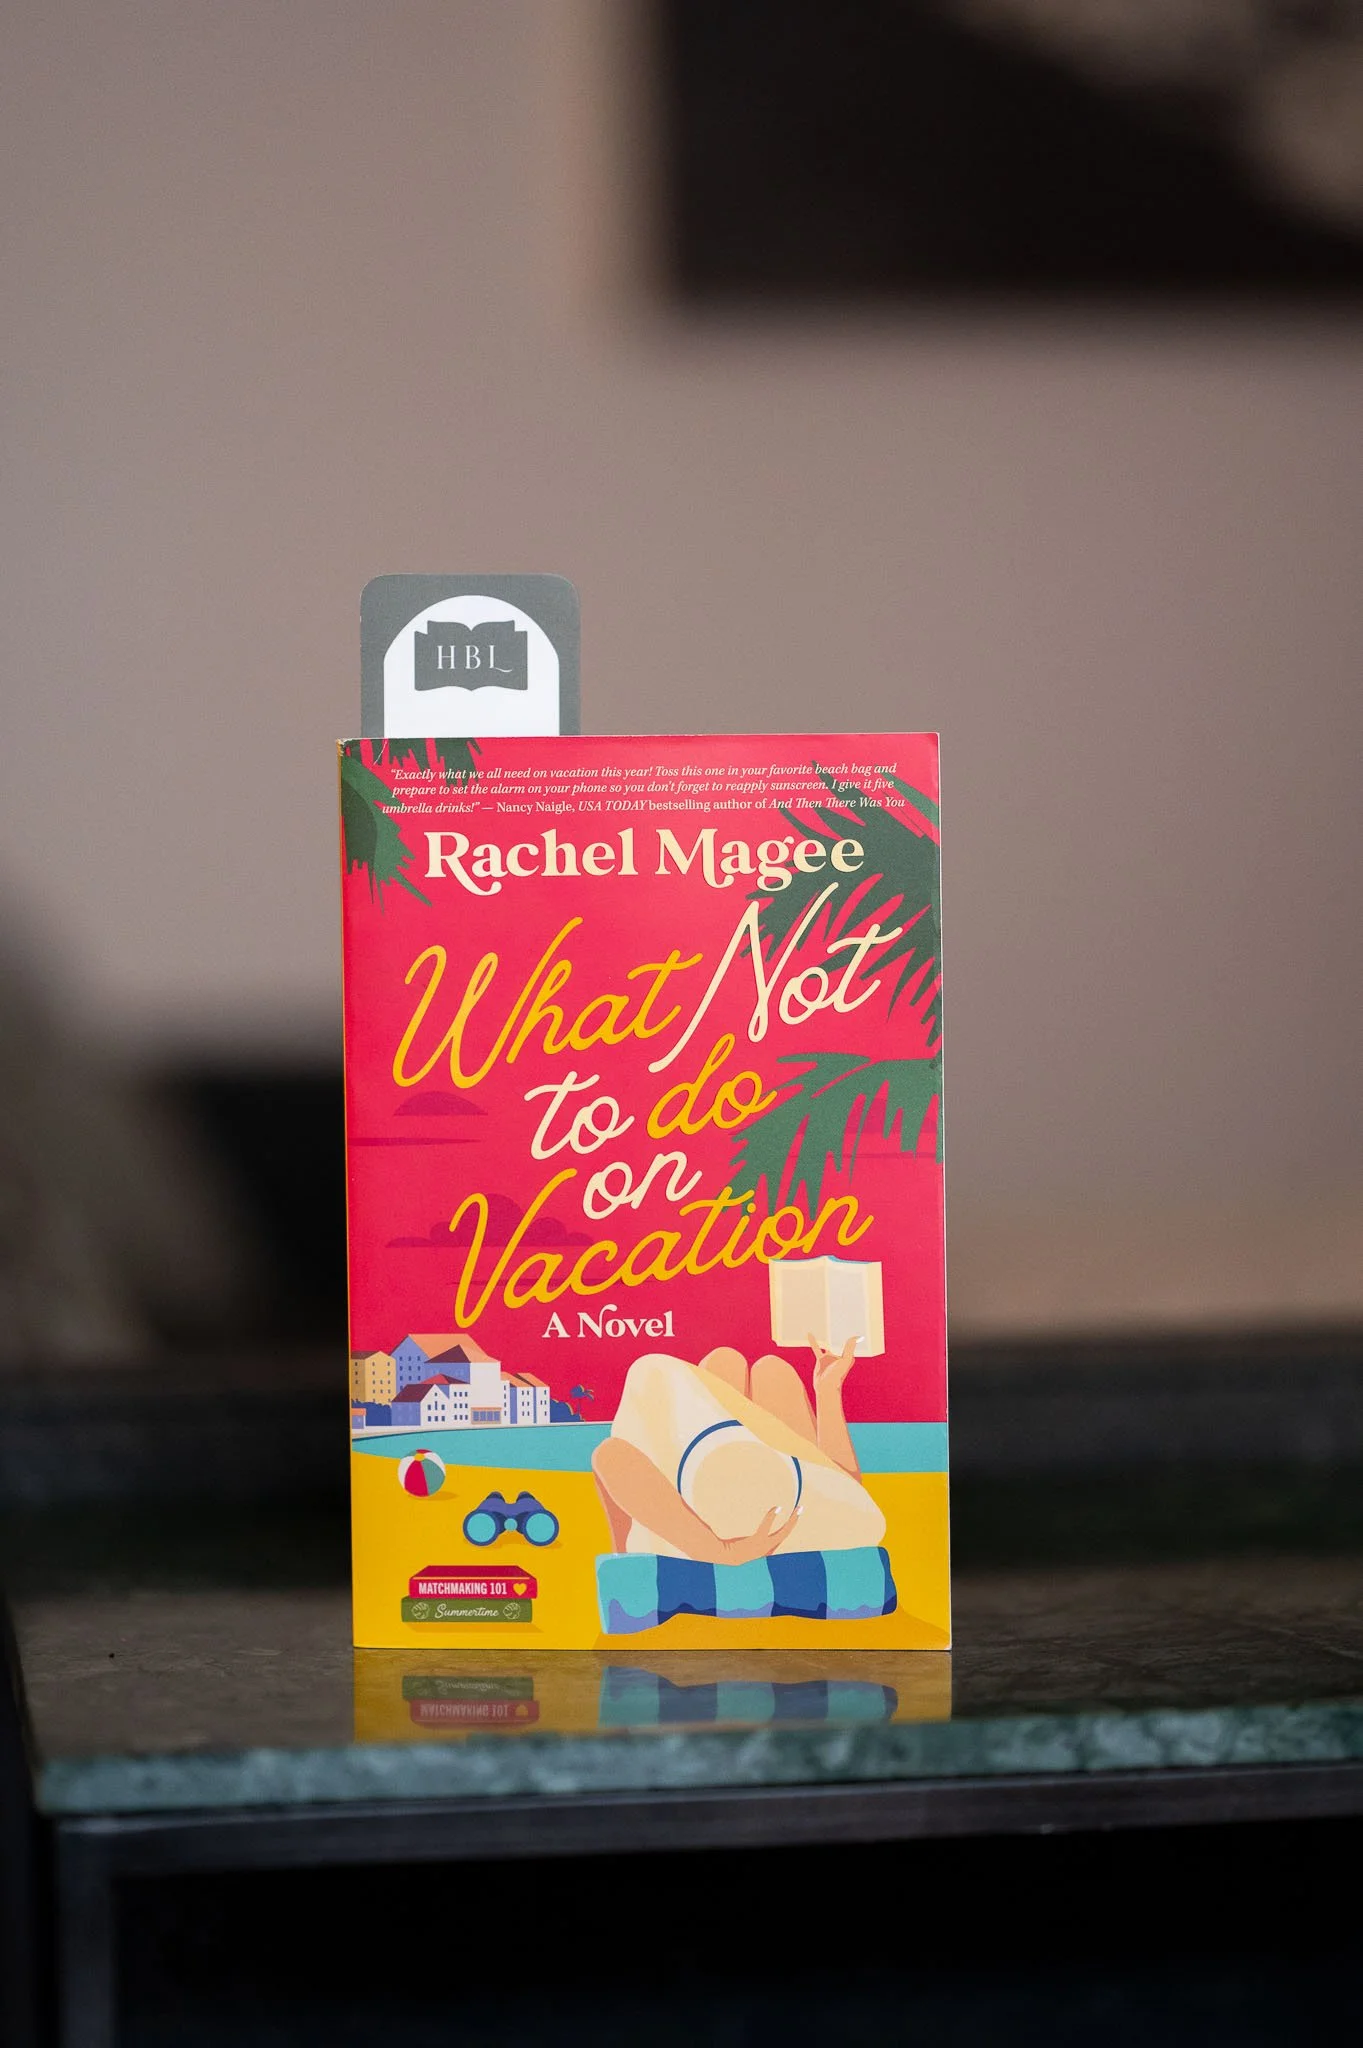 HBL
“Exactly what we all need on vacation this year! Toss this one in your favorite beach bag and
prepare to set the alarm on your phone so you don't forget to reapply sunscreen. I give it five
umbrella drinks!” — Nancy Naigle, USA TODAY bestselling author of And Then There Was You
Rachel Magee
What Not
to do
on
Vacation
A Novel
MATCHMAKING 101
Summertime